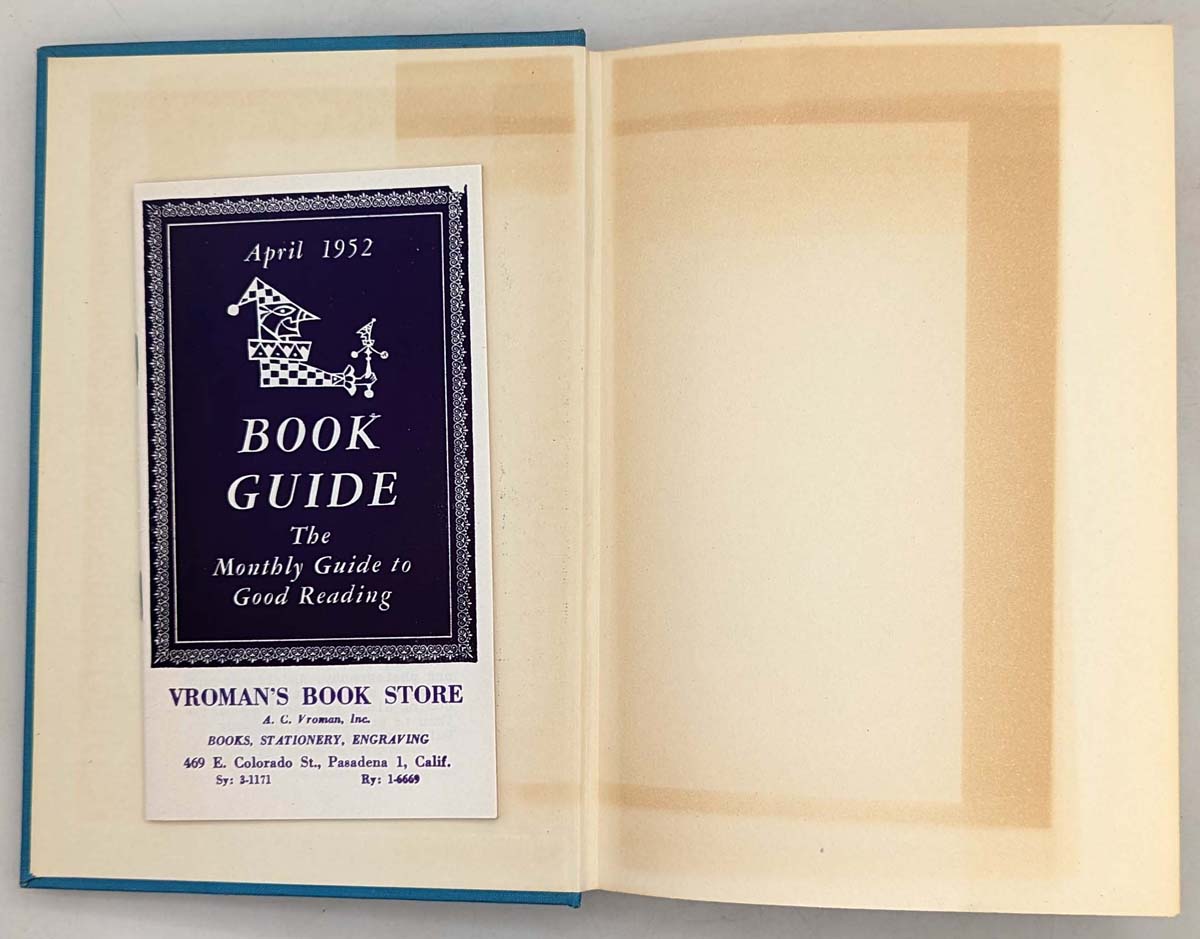 April 1952
BOOK
GUIDE
The
Monthly Guide to
Good Reading
VROMAN'S BOOK STORE
A. C. Vroman, Inc.
BOOKS, STATIONERY, ENGRAVING
469 E. Colorado St., Pasadena 1, Calif.
Sy: 3-1171 Ry: 1-6669